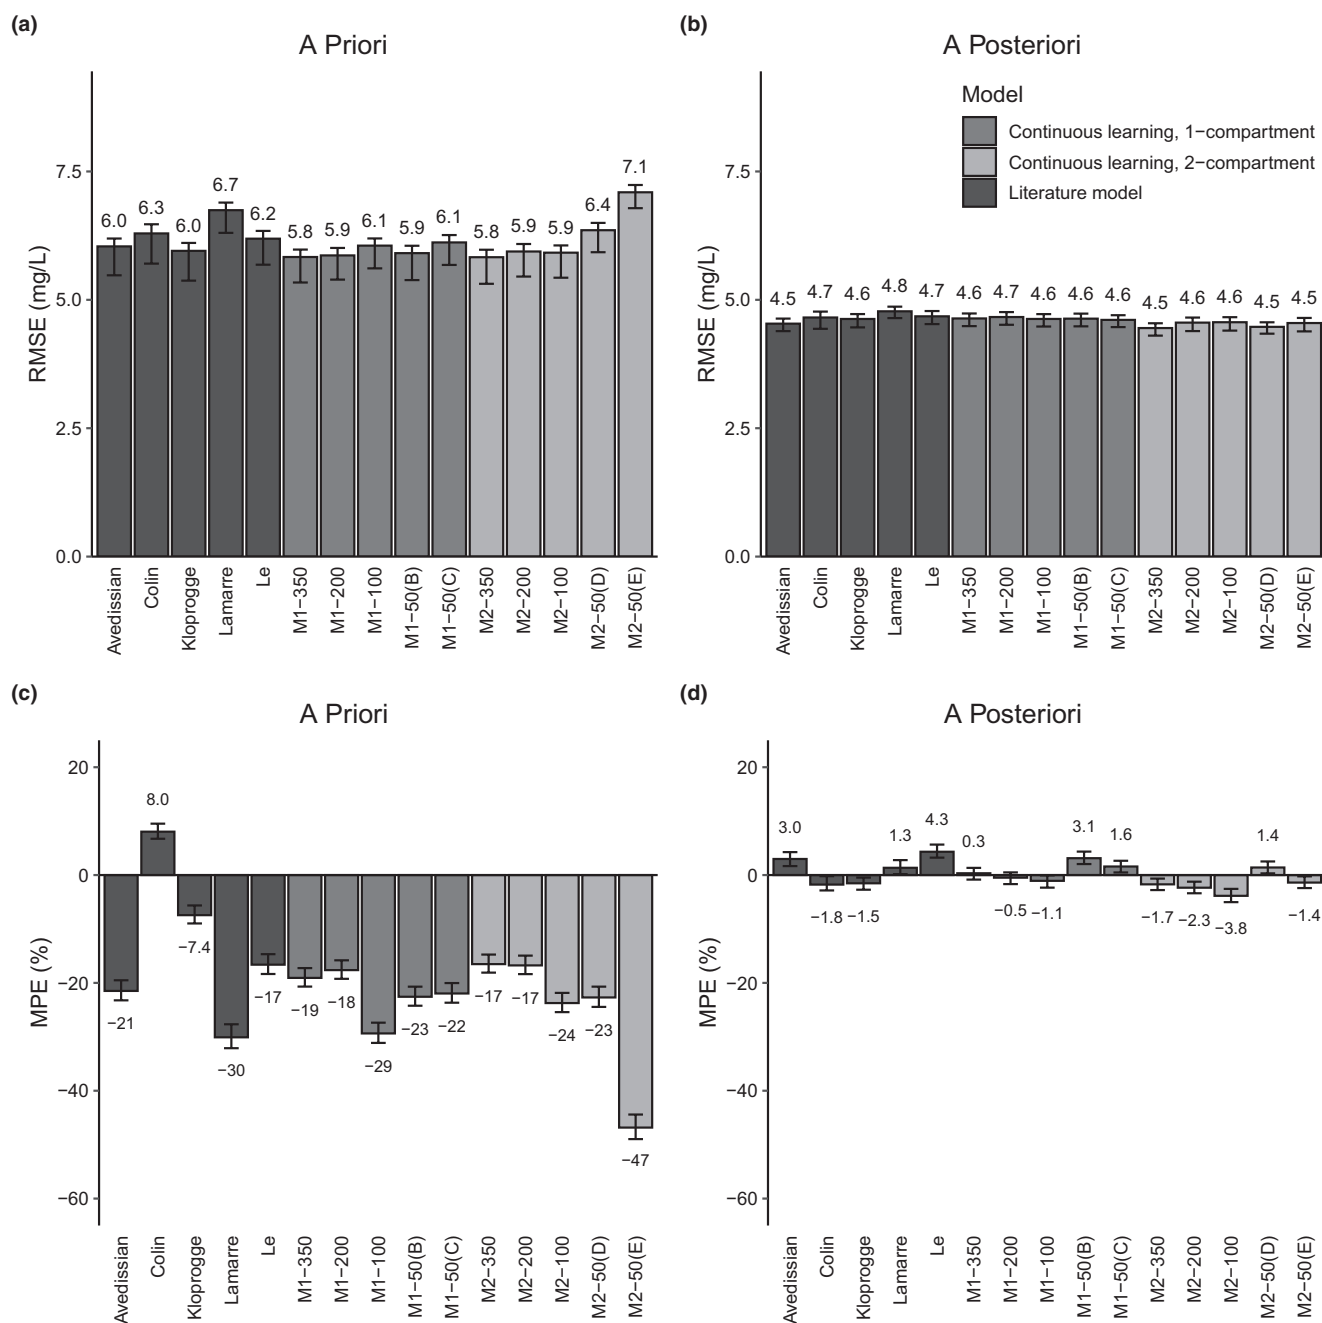 (a)
A Priori
RMSE (mg/L)
7.5
5.0
2.5
0.0
6.0
6.3
6.0
6.7
6.2
5.8
5.9
6.1
5.9
6.1
5.8
5.9
5.9
6.4
7.1
Avedissian
Colin
Kloprogge
Lamarre
Le
M1−350
M1−200
M1−100
M1−50(B)
M1−50(C)
M2−350
M2−200
M2−100
M2−50(D)
M2−50(E)
(b)
A Posteriori
Model
Continuous learning, 1−compartment
Continuous learning, 2−compartment
Literature model
RMSE (mg/L)
7.5
5.0
2.5
0.0
4.5
4.7
4.6
4.8
4.7
4.6
4.7
4.6
4.6
4.6
4.5
4.6
4.6
4.5
4.5
Avedissian
Colin
Kloprogge
Lamarre
Le
M1−350
M1−200
M1−100
M1−50(B)
M1−50(C)
M2−350
M2−200
M2−100
M2−50(D)
M2−50(E)
(c)
A Priori
MPE (%)
20
0
−20
−40
−60
−21
8.0
−7.4
−30
−17
−19
−18
−29
−23
−22
−17
−17
−24
−23
−47
Avedissian
Colin
Kloprogge
Lamarre
Le
M1−350
M1−200
M1−100
M1−50(B)
M1−50(C)
M2−350
M2−200
M2−100
M2−50(D)
M2−50(E)
(d)
A Posteriori
MPE (%)
20
0
−20
−40
−60
3.0
−1.8
−1.5
1.3
4.3
0.3
−0.5
−1.1
3.1
1.6
−1.7
−2.3
−3.8
1.4
−1.4
Avedissian
Colin
Kloprogge
Lamarre
Le
M1−350
M1−200
M1−100
M1−50(B)
M1−50(C)
M2−350
M2−200
M2−100
M2−50(D)
M2−50(E)